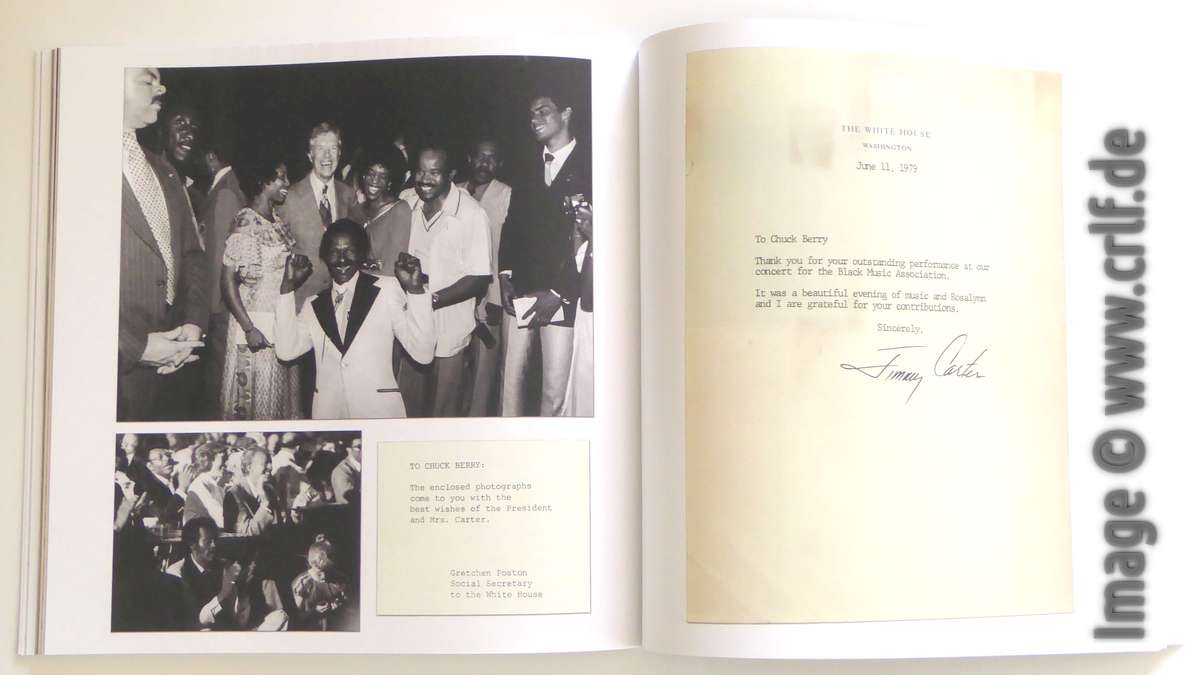 TO CHUCK BERRY:
The enclosed photographs
come to you with the
best wishes of the President
and Mrs. Carter.
Gretchen Poston
Social Secretary
to the White House
THE WHITE HOUSE
WASHINGTON
June 11, 1979
To Chuck Berry
Thank you for your outstanding performance at our
concert for the Black Music Association.
It was a beautiful evening of music and Rosalynn
and I are grateful for your contributions.
Sincerely,
Jimmy Carter
Image © www.crlf.de